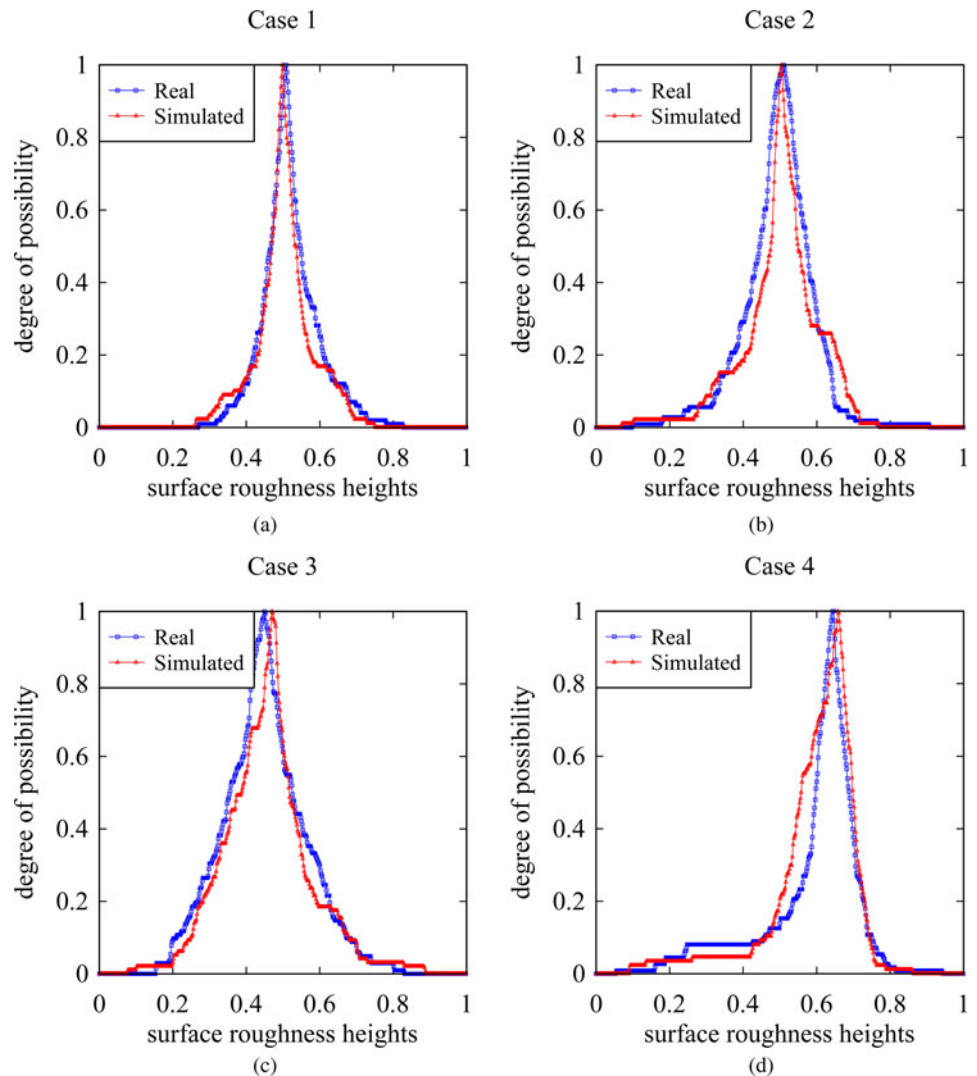 Case 1
1
0.8
0.6
0.4
0.2
0
Real
Simulated
degree of possibility
0 0.2 0.4 0.6 0.8 1
surface roughness heights
(a)
Case 2
1
0.8
0.6
0.4
0.2
0
Real
Simulated
degree of possibility
0 0.2 0.4 0.6 0.8 1
surface roughness heights
(b)
Case 3
1
0.8
0.6
0.4
0.2
0
Real
Simulated
degree of possibility
0 0.2 0.4 0.6 0.8 1
surface roughness heights
(c)
Case 4
1
0.8
0.6
0.4
0.2
0
Real
Simulated
degree of possibility
0 0.2 0.4 0.6 0.8 1
surface roughness heights
(d)